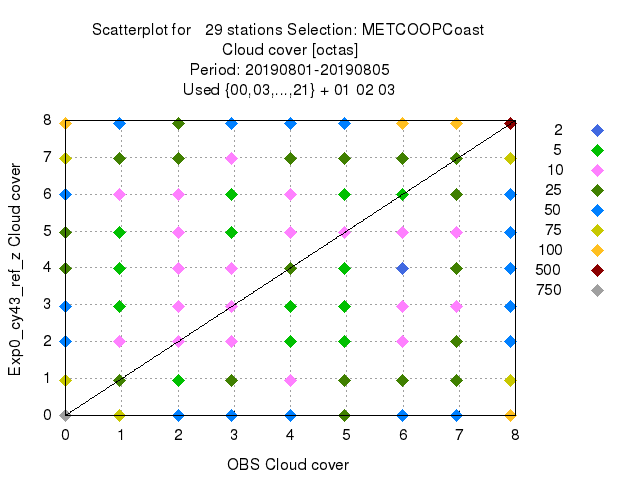 Scatterplot for   29 stations Selection: METCOOPCoast
Cloud cover [octas]
Period: 20190801-20190805
Used {00,03,...,21} + 01 02 03
8
7
6
5
4
3
2
1
0
Exp0_cy43_ref_z Cloud cover
0 1 2 3 4 5 6 7 8
OBS Cloud cover
2
5
10
25
50
75
100
500
750